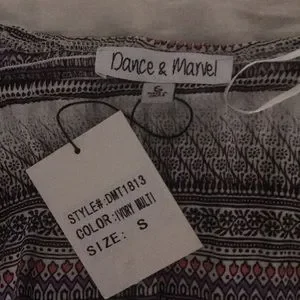 Dance & Marvel
STYLE#:DMT1813
COLOR:IVORY MULTI
SIZE: S